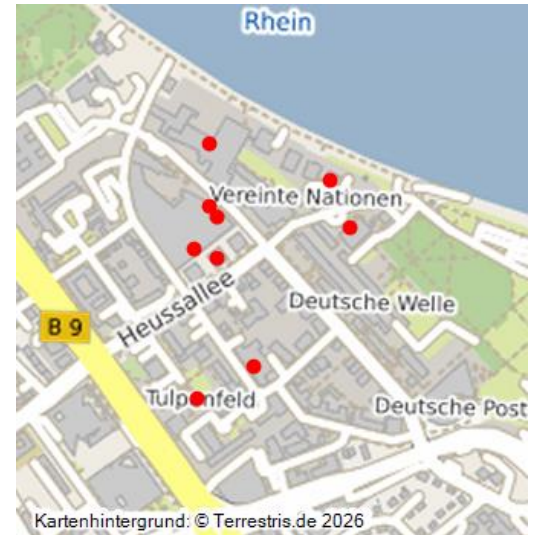 Rhein
Vereinte Nationen
Heussallee
Deutsche Welle
B 9
Tulpenfeld
Deutsche Post
Kartenhintergrund: © Terrestris.de 2026